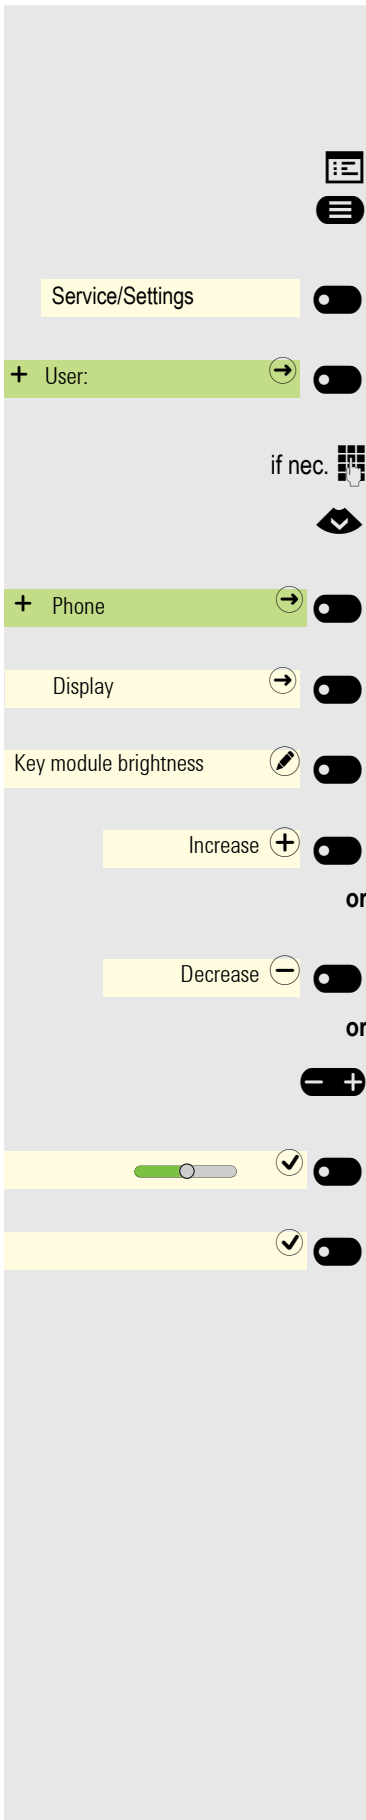 Service/Settings
User:
if nec.
Phone
Display
Key module brightness
Increase
or
Decrease
or